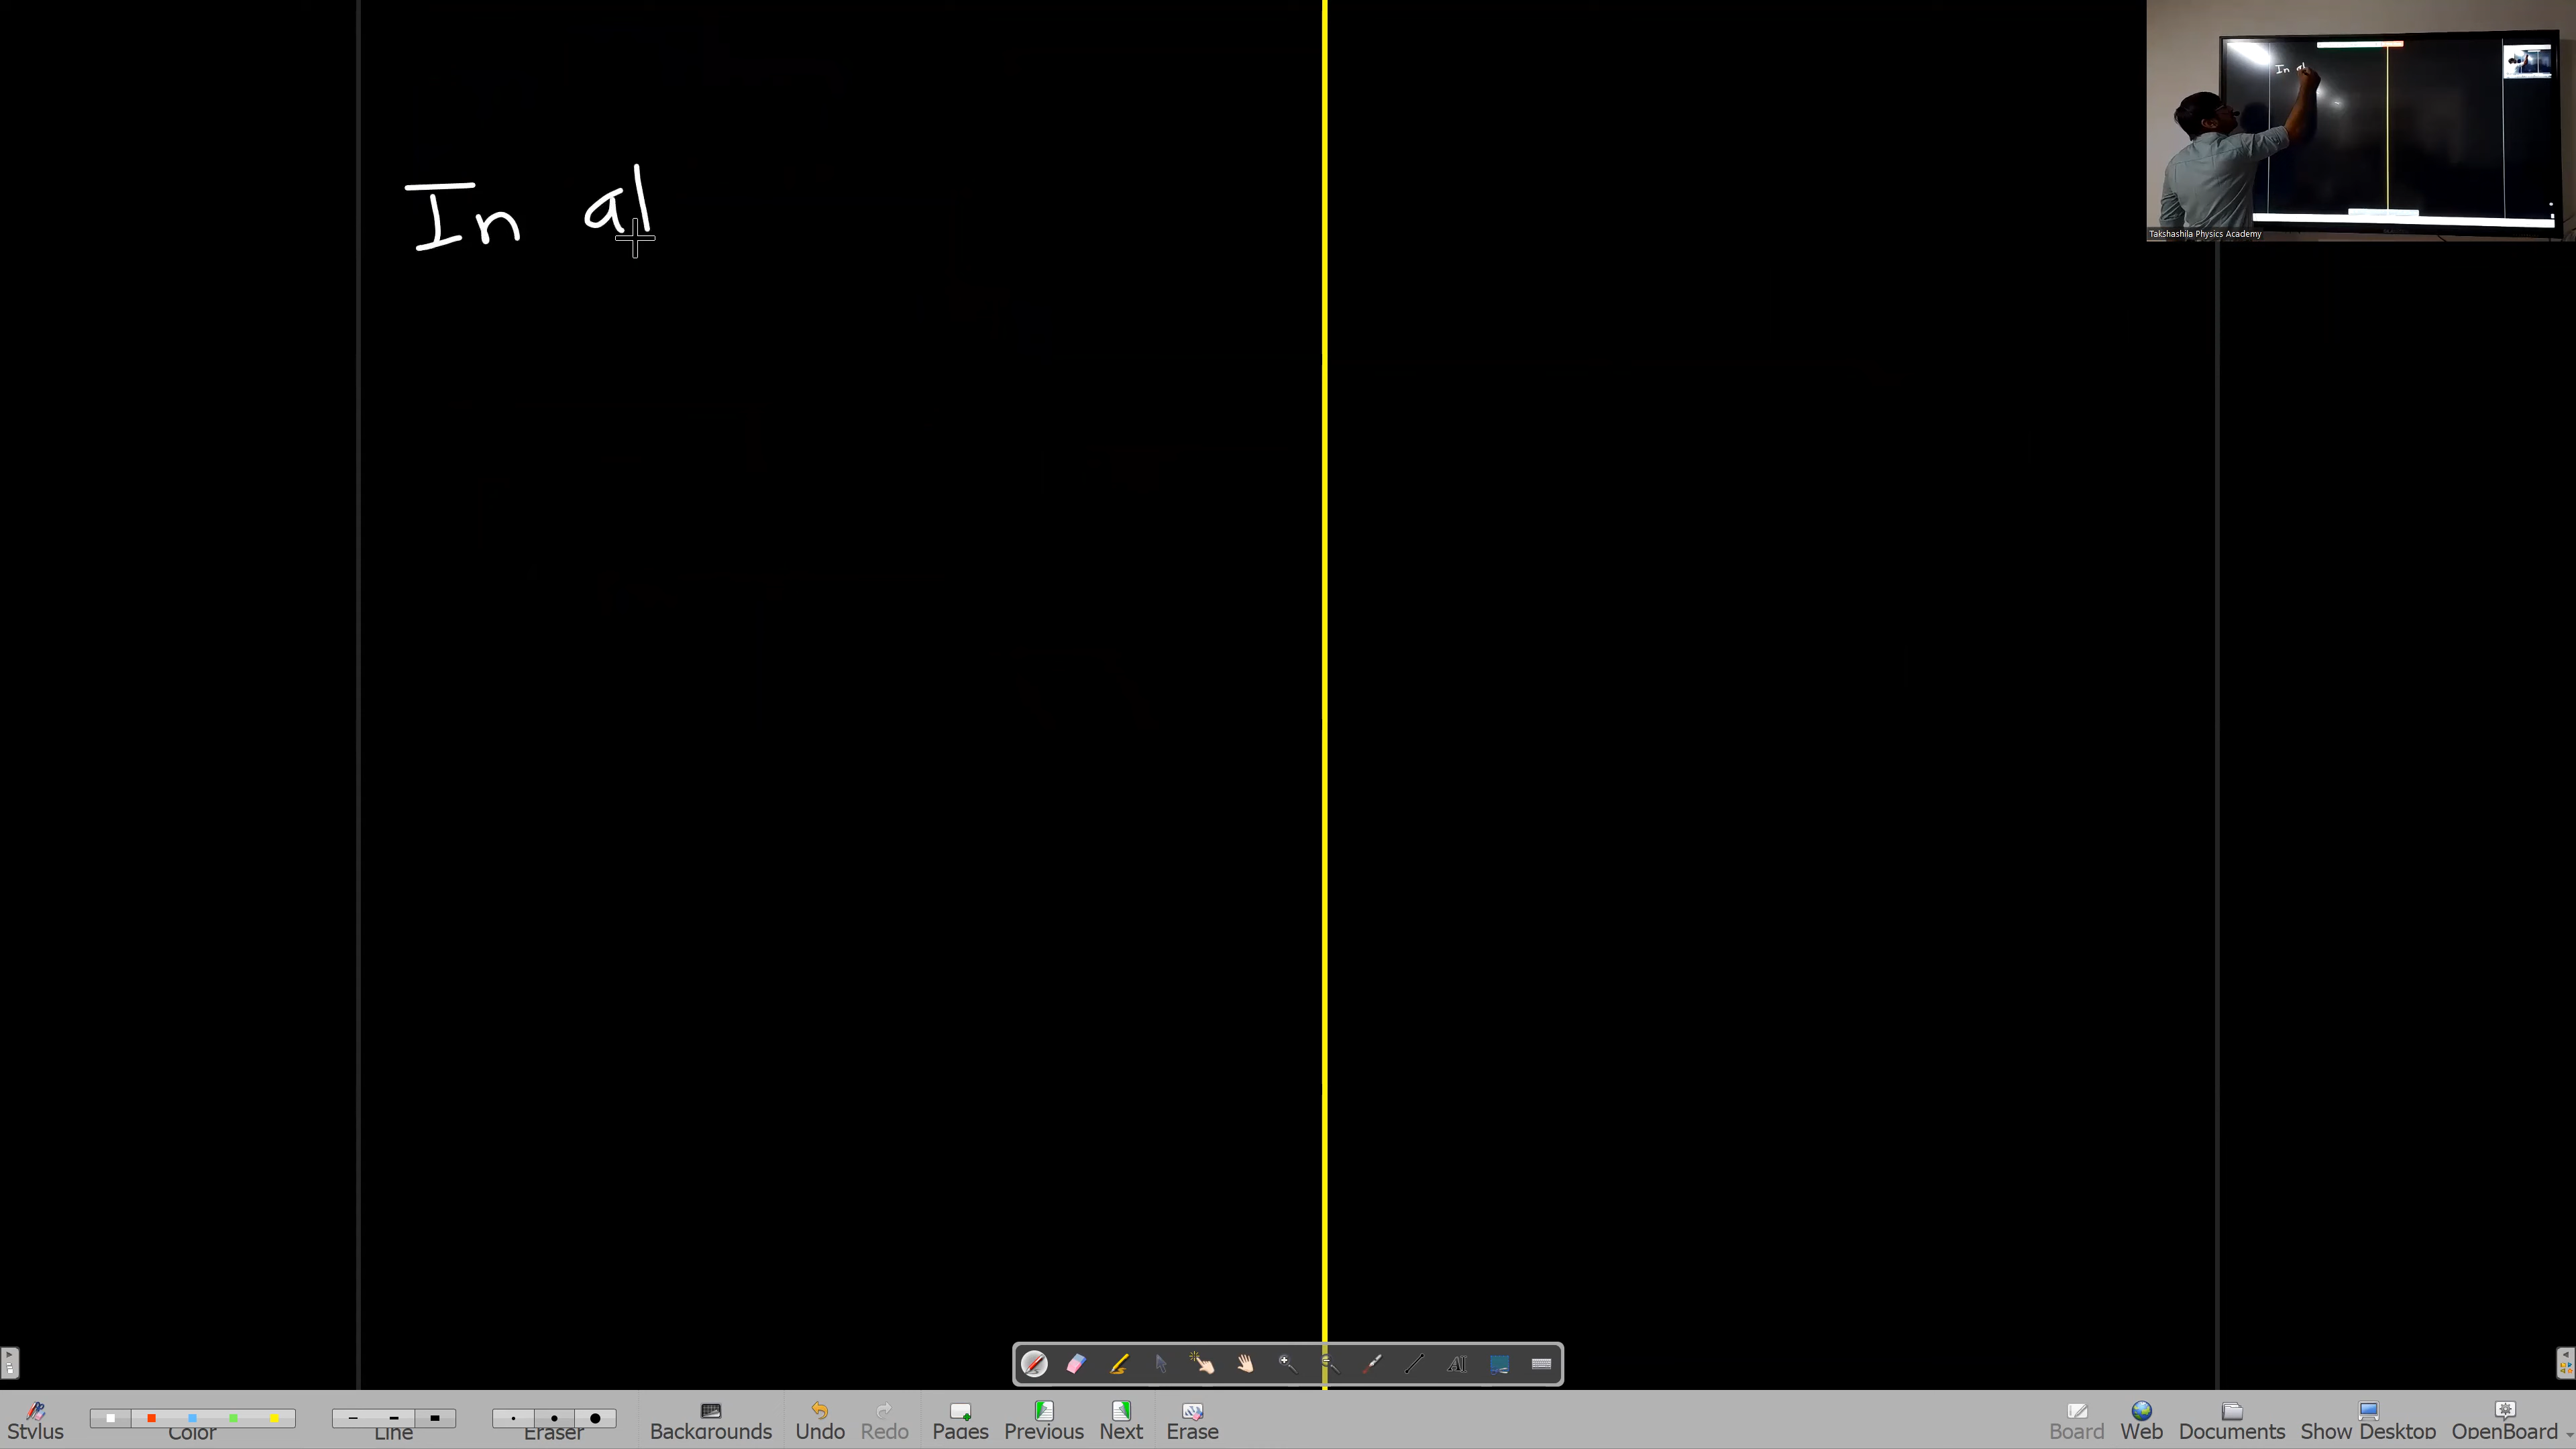 In al
Takshashila Physics Academy
Stylus Color Line Eraser Backgrounds Undo Redo Pages Previous Next Erase Board Web Documents Show Desktop OpenBoard